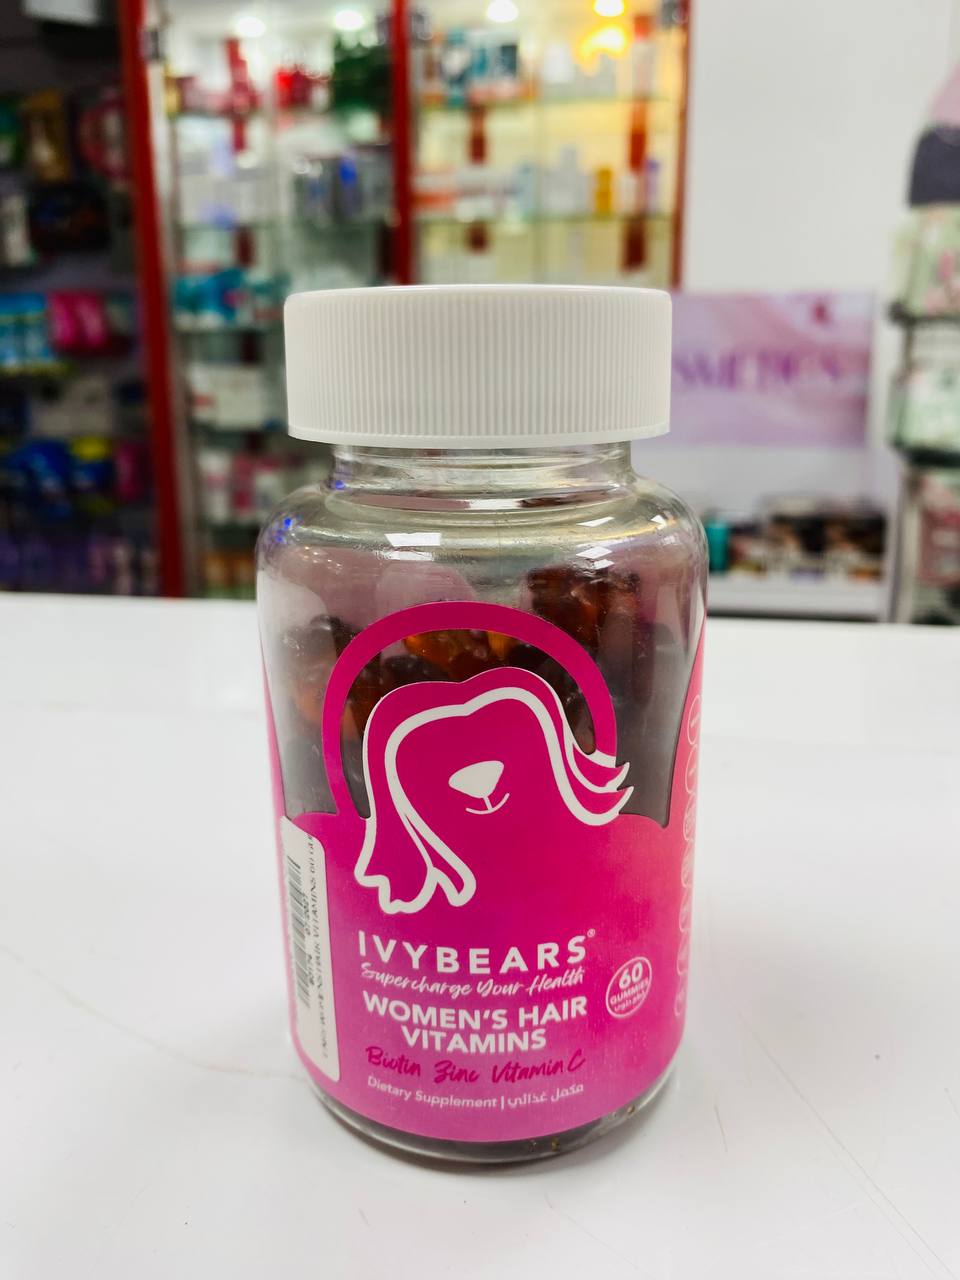 IVYBEARS®
Supercharge Your Health
WOMEN'S HAIR
VITAMINS
Biotin Zinc Vitamin C
Dietary Supplement | مكمل غذائي
60
GUMMIES